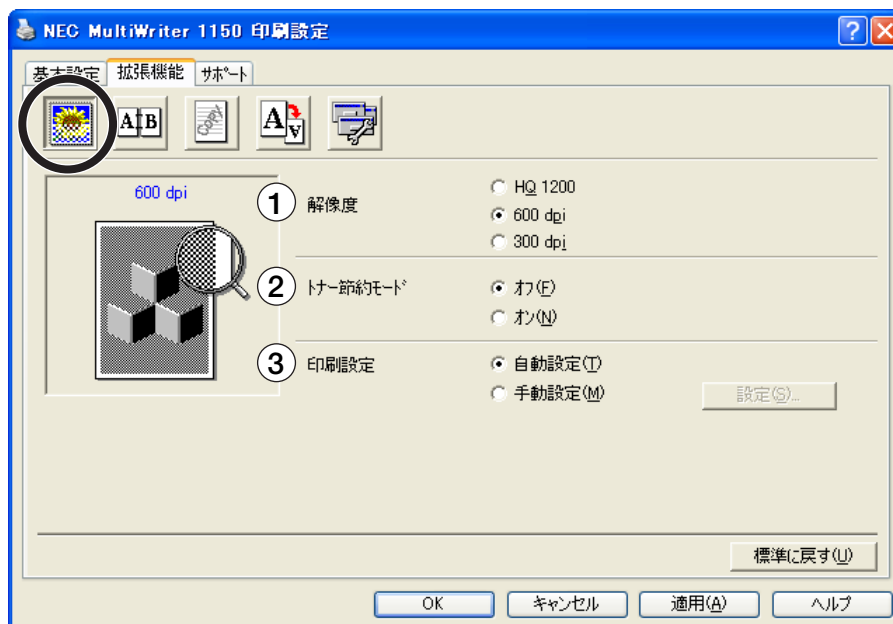 NEC MultiWriter 1150 印刷設定
基本設定 拡張機能 サポート
A B
COPY
A A
600 dpi
① 解像度
HQ 1200
600 dpi
300 dpi
② トナー節約モード
オフ(F)
オン(N)
③ 印刷設定
自動設定(T)
手動設定(M)
設定(S)...
標準に戻す(U)
OK キャンセル 適用(A) ヘルプ